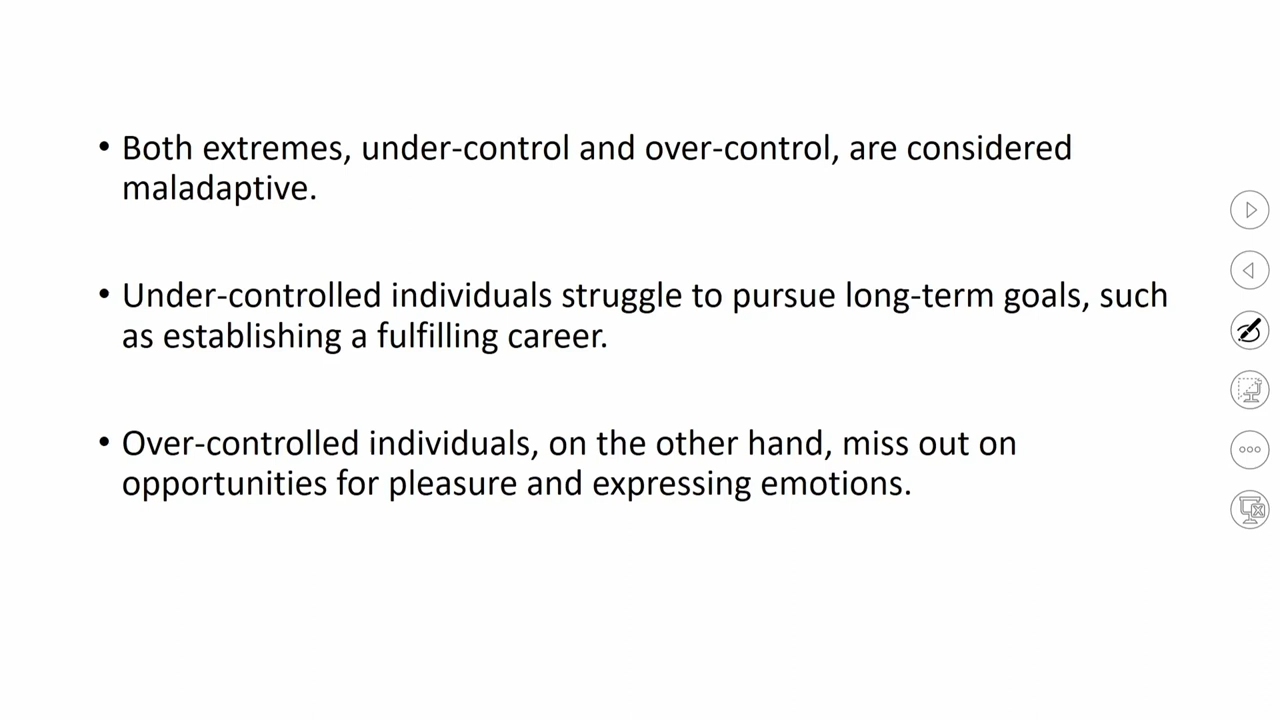 • Both extremes, under-control and over-control, are considered
maladaptive.
• Under-controlled individuals struggle to pursue long-term goals, such
as establishing a fulfilling career.
• Over-controlled individuals, on the other hand, miss out on
opportunities for pleasure and expressing emotions.